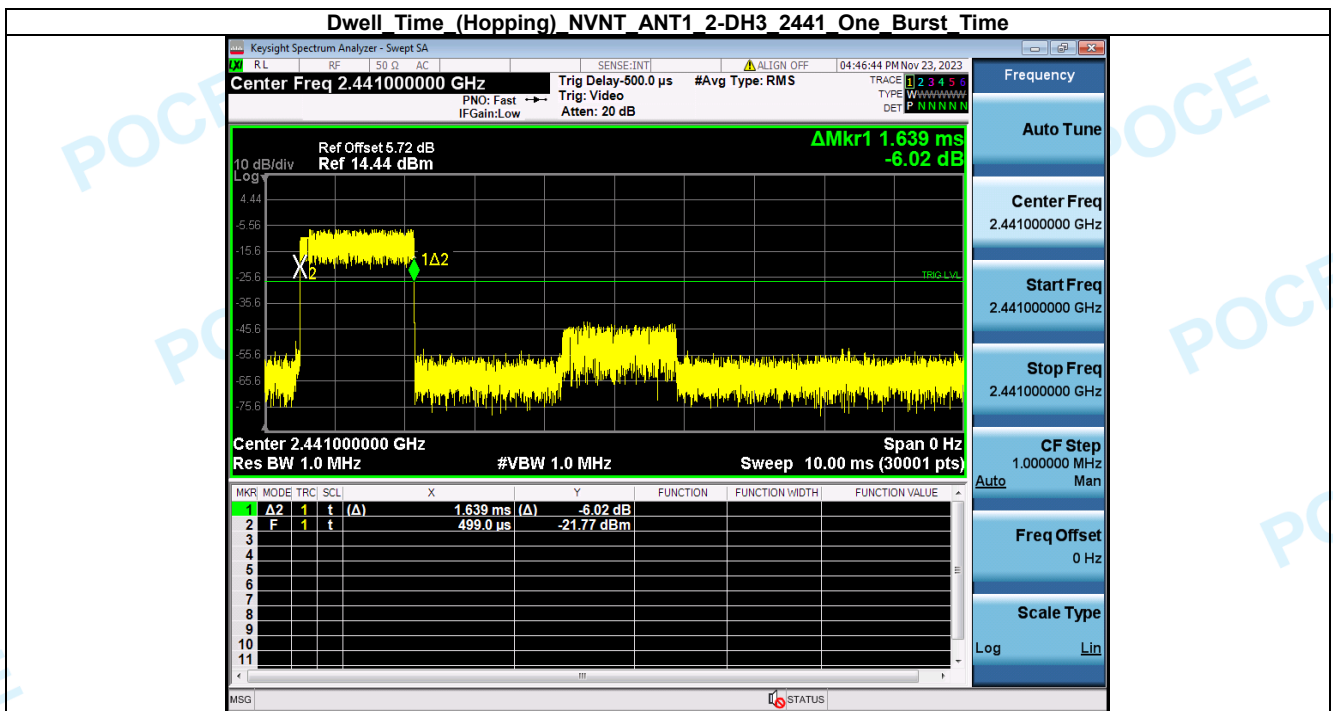 Dwell_Time_(Hopping)_NVNT_ANT1_2-DH3_2441_One_Burst_Time
Keysight Spectrum Analyzer - Swept SA
LXI RL RF 50 Ω AC SENSE:INT ALIGN OFF 04:46:44 PM Nov 23, 2023
Center Freq 2.441000000 GHz
PNO: Fast
IFGain:Low
Trig Delay-500.0 µs
Trig: Video
Atten: 20 dB
#Avg Type: RMS
TRACE 1 2 3 4 5 6
TYPE WWWWWW
DET P N N N N N
ΔMkr1 1.639 ms
-6.02 dB
Ref Offset 5.72 dB
10 dB/div Ref 14.44 dBm
Log
4.44
-5.56
-15.6
-25.6
-35.6
-45.6
-55.6
-65.6
-75.6
2
1Δ2
TRIG LVL
Center 2.441000000 GHz Span 0 Hz
Res BW 1.0 MHz #VBW 1.0 MHz Sweep 10.00 ms (30001 pts)
MKR MODE TRC SCL X Y FUNCTION FUNCTION WIDTH FUNCTION VALUE
1 Δ2 1 t (Δ) 1.639 ms (Δ) -6.02 dB
2 F 1 t 499.0 µs -21.77 dBm
3
4
5
6
7
8
9
10
11
MSG STATUS
Frequency
Auto Tune
Center Freq
2.441000000 GHz
Start Freq
2.441000000 GHz
Stop Freq
2.441000000 GHz
CF Step
1.000000 MHz
Auto Man
Freq Offset
0 Hz
Scale Type
Log Lin
POCE
POCE
POCE